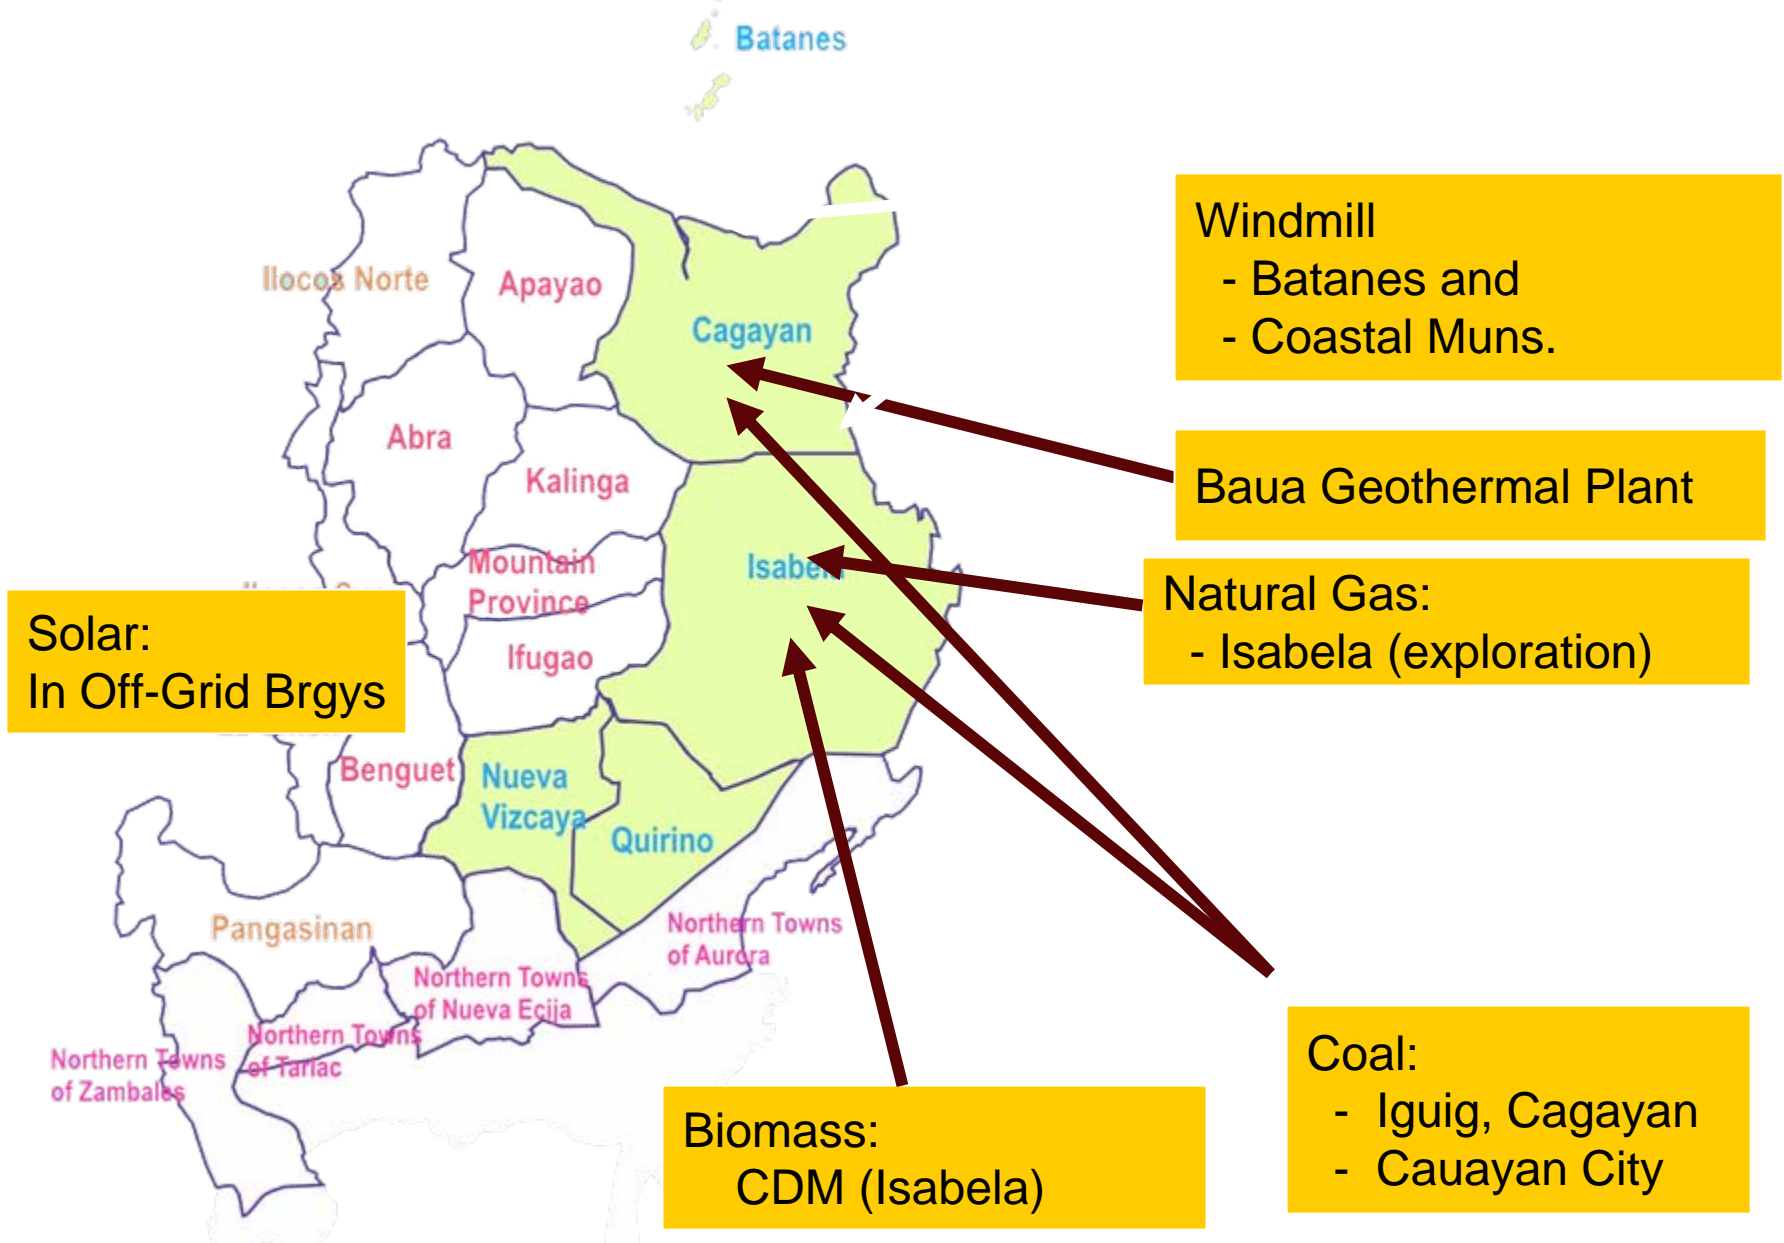 Batanes
Windmill
- Batanes and
- Coastal Muns.
Ilocos Norte
Apayao
Cagayan
Abra
Kalinga
Baua Geothermal Plant
Mountain
Province
Isabela
Natural Gas:
- Isabela (exploration)
Solar:
In Off-Grid Brgys
Ifugao
Benguet
Nueva
Vizcaya
Quirino
Pangasinan
Northern Towns
of Aurora
Northern Towns
of Nueva Ecija
Northern Towns
of Tarlac
Northern Towns
of Zambales
Biomass:
CDM (Isabela)
Coal:
- Iguig, Cagayan
- Cauayan City